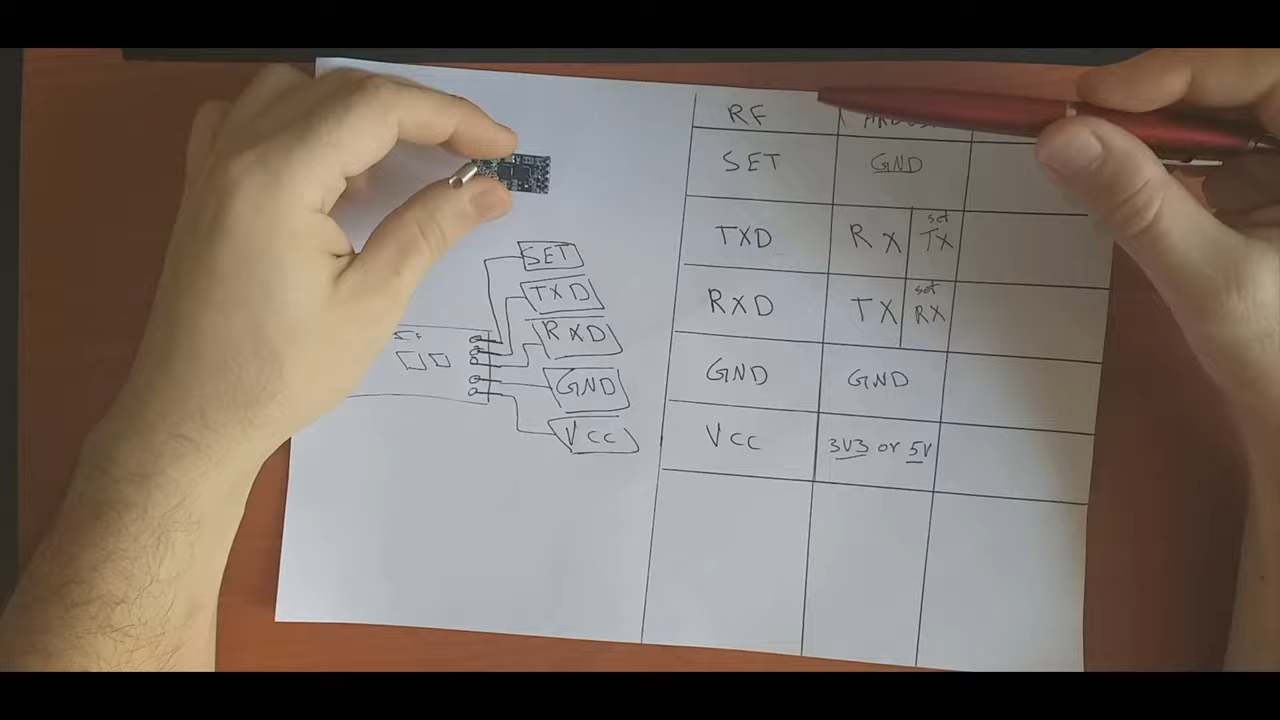 SET
TXD
RXD
GND
VCC
RF
SET GND
TXD RX set TX
RXD TX set RX
GND GND
VCC 3V3 or 5V